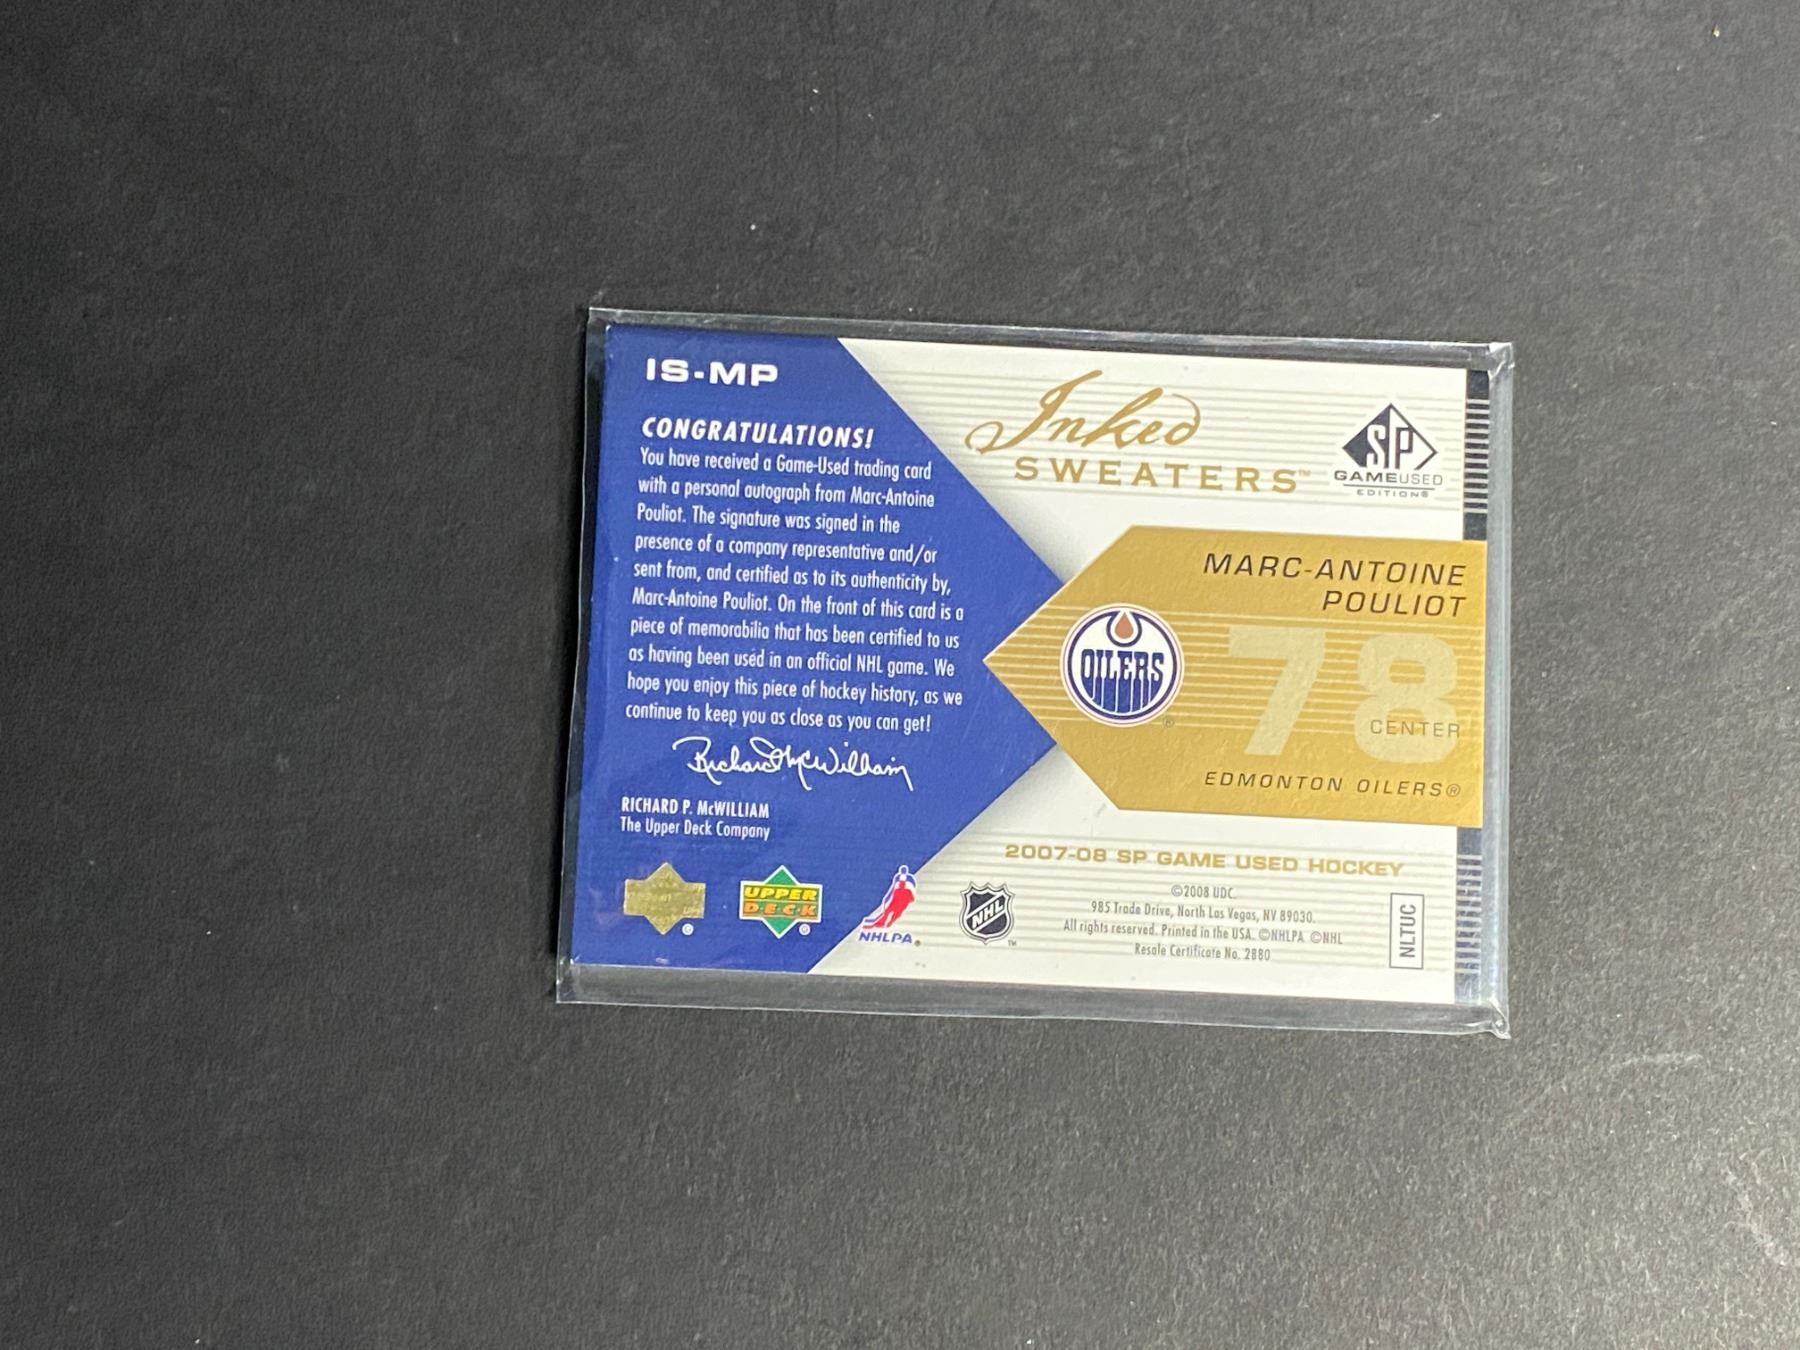 IS-MP
CONGRATULATIONS!
You have received a Game-Used trading card
with a personal autograph from Marc-Antoine
Pouliot. The signature was signed in the
presence of a company representative and/or
sent from, and certified as to its authenticity by,
Marc-Antoine Pouliot. On the front of this card is a
piece of memorabilia that has been certified to us
as having been used in an official NHL game. We
hope you enjoy this piece of hockey history, as we
continue to keep you as close as you can get!
Richard McWilliam
RICHARD P. McWILLIAM
The Upper Deck Company
UPPER
DECK®
NHLPA®
NHL™
Inked
SWEATERS™
SP
GAMEUSED
EDITION®
MARC-ANTOINE
POULIOT
OILERS®
78
CENTER
EDMONTON OILERS®
2007-08 SP GAME USED HOCKEY
©2008 UDC.
985 Trade Drive, North Las Vegas, NV 89030.
All rights reserved. Printed in the USA. ©NHLPA ©NHL
Resale Certificate No. 2880
NLTUC